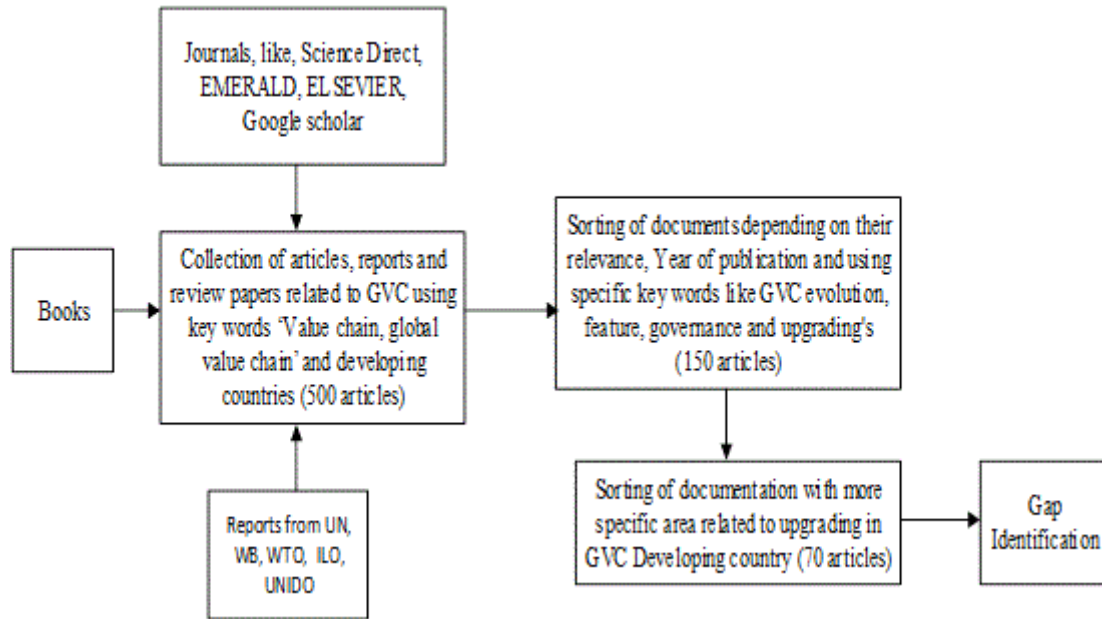 Journals, like, Science Direct,
EMERALD, ELSEVIER,
Google scholar
Books
Collection of articles, reports and
review papers related to GVC using
key words ‘Value chain, global
value chain’ and developing
countries (500 articles)
Reports from UN,
WB, WTO, ILO,
UNIDO
Sorting of documents depending on their
relevance, Year of publication and using
specific key words like GVC evolution,
feature, governance and upgrading's
(150 articles)
Sorting of documentation with more
specific area related to upgrading in
GVC Developing country (70 articles)
Gap
Identification